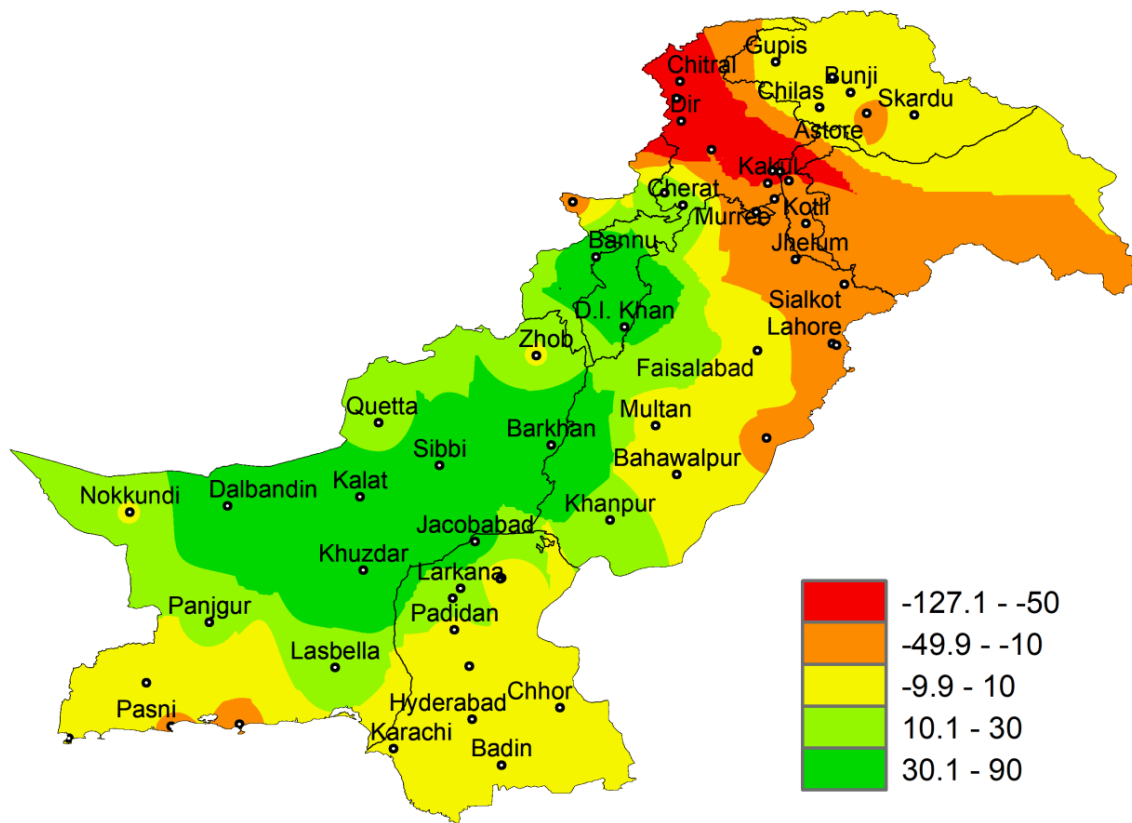 Gupis
Chitral
Bunji
Chilas
Skardu
Dir
Astore
Kakul
Cherat
Murree
Kotli
Bannu
Jhelum
Sialkot
D.I. Khan
Lahore
Zhob
Faisalabad
Quetta
Multan
Barkhan
Sibbi
Bahawalpur
Nokkundi
Dalbandin
Kalat
Khanpur
Jacobabad
Khuzdar
Larkana
Panjgur
Padidan
Lasbella
Pasni
Hyderabad
Chhor
Karachi
Badin
-127.1 - -50
-49.9 - -10
-9.9 - 10
10.1 - 30
30.1 - 90